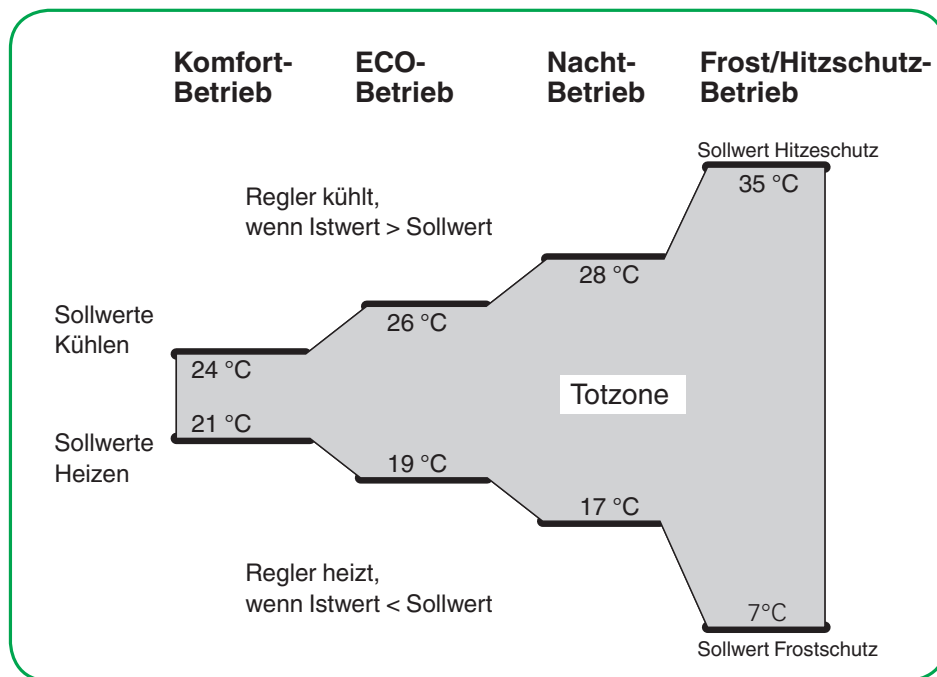 Komfort-
Betrieb
ECO-
Betrieb
Nacht-
Betrieb
Frost/Hitzschutz-
Betrieb
Sollwert Hitzeschutz
35 °C
Regler kühlt,
wenn Istwert > Sollwert
28 °C
26 °C
Sollwerte
Kühlen
24 °C
Totzone
21 °C
Sollwerte
Heizen
19 °C
17 °C
Regler heizt,
wenn Istwert < Sollwert
7°C
Sollwert Frostschutz